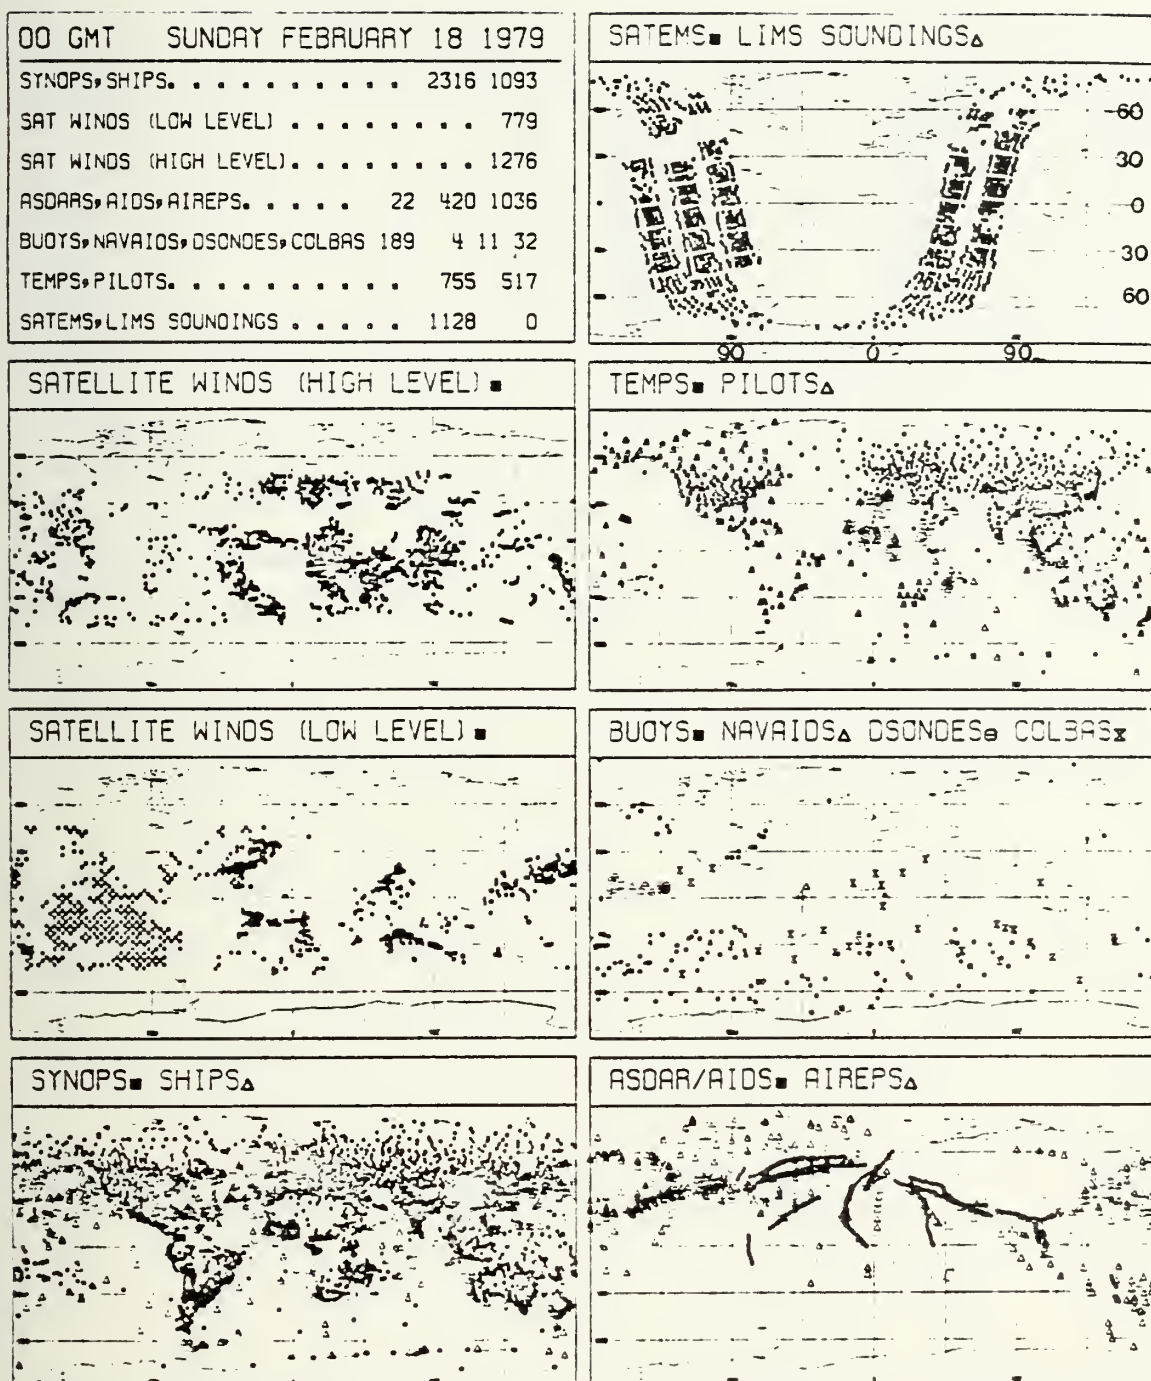 00 GMT SUNDAY FEBRUARY 18 1979
SYNOPS, SHIPS. . . . . . . . . . 2316 1093
SAT WINDS (LOW LEVEL) . . . . . . . . 779
SAT WINDS (HIGH LEVEL). . . . . . . . 1276
ASDARS, AIDS, AIREPS. . . . . 22 420 1036
BUOYS, NAVAIDS, DSONDES, COLBAS 189 4 11 32
TEMPS, PILOTS. . . . . . . . . . 755 517
SATEMS, LIMS SOUNDINGS . . . . . 1128 0
SATEMS■ LIMS SOUNDINGS△
60
30
0
30
60
90 0 90
SATELLITE WINDS (HIGH LEVEL)■
TEMPS■ PILOTS△
SATELLITE WINDS (LOW LEVEL)■
BUOYS■ NAVAIDS△ DSONDES⊖ COLBAS⧖
SYNOPS■ SHIPS△
ASDAR/AIDS■ AIREPS△